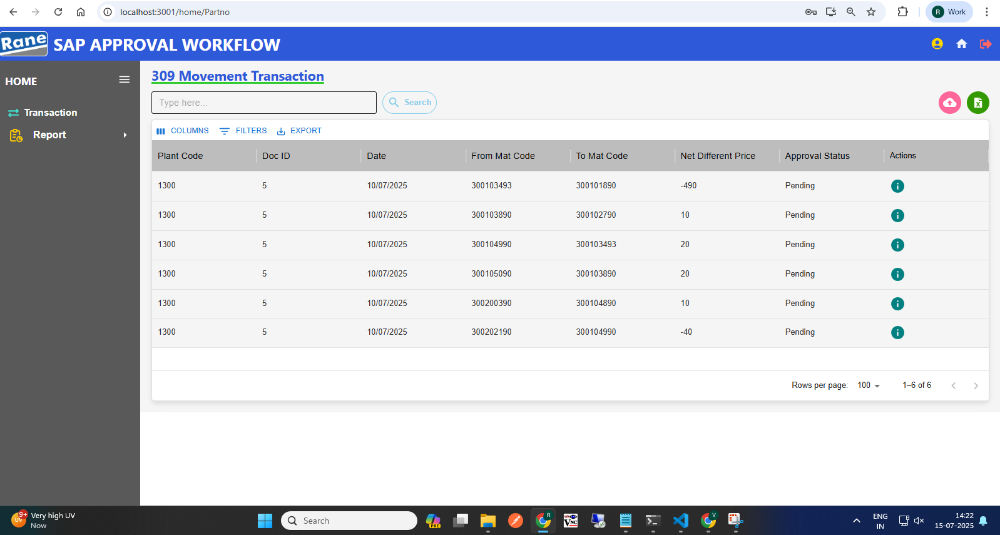 localhost:3001/home/Partno
R Work
Rane SAP APPROVAL WORKFLOW
HOME
Transaction
Report
309 Movement Transaction
Type here...
Search
COLUMNS FILTERS EXPORT
Plant Code Doc ID Date From Mat Code To Mat Code Net Different Price Approval Status Actions
1300 5 10/07/2025 300103493 300101890 -490 Pending
1300 5 10/07/2025 300103890 300102790 10 Pending
1300 5 10/07/2025 300104990 300103493 20 Pending
1300 5 10/07/2025 300105090 300103890 20 Pending
1300 5 10/07/2025 300200390 300104890 10 Pending
1300 5 10/07/2025 300202190 300104990 -40 Pending
Rows per page: 100 1–6 of 6
UV 9+ Very high UV
Now
Search
PRE
R
VNC
V
ENG
IN
14:22
15-07-2025